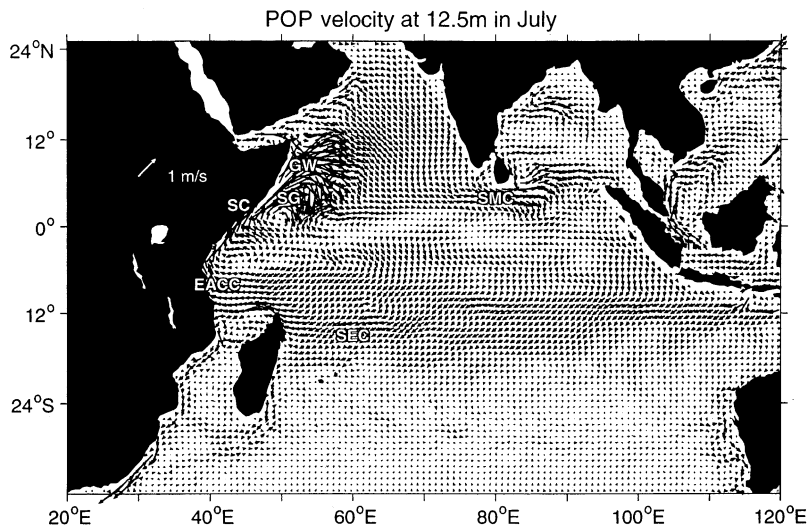 POP velocity at 12.5m in July
24°N
12°
0°
12°
24°S
1 m/s
GW
SG
SC
SMC
EACC
SEC
20°E 40°E 60°E 80°E 100°E 120°E